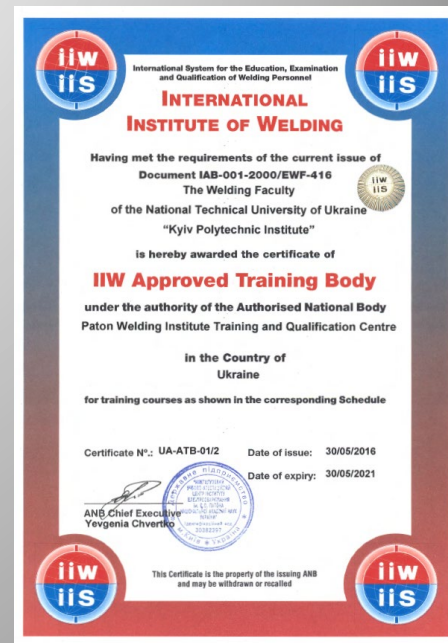 iiw
iis
iiw
iis
International System for the Education, Examination
and Qualification of Welding Personnel
INTERNATIONAL
INSTITUTE OF WELDING
Having met the requirements of the current issue of
Document IAB-001-2000/EWF-416
The Welding Faculty
iiw
iis
of the National Technical University of Ukraine
“Kyiv Polytechnic Institute”
is hereby awarded the certificate of
IIW Approved Training Body
under the authority of the Authorised National Body
Paton Welding Institute Training and Qualification Centre
in the Country of
Ukraine
for training courses as shown in the corresponding Schedule
Certificate Nº.: UA-ATB-01/2
Date of issue: 30/05/2016
Date of expiry: 30/05/2021
ANB Chief Executive
Yevgenia Chvertko
iiw
iis
This Certificate is the property of the issuing ANB
and may be withdrawn or recalled
iiw
iis